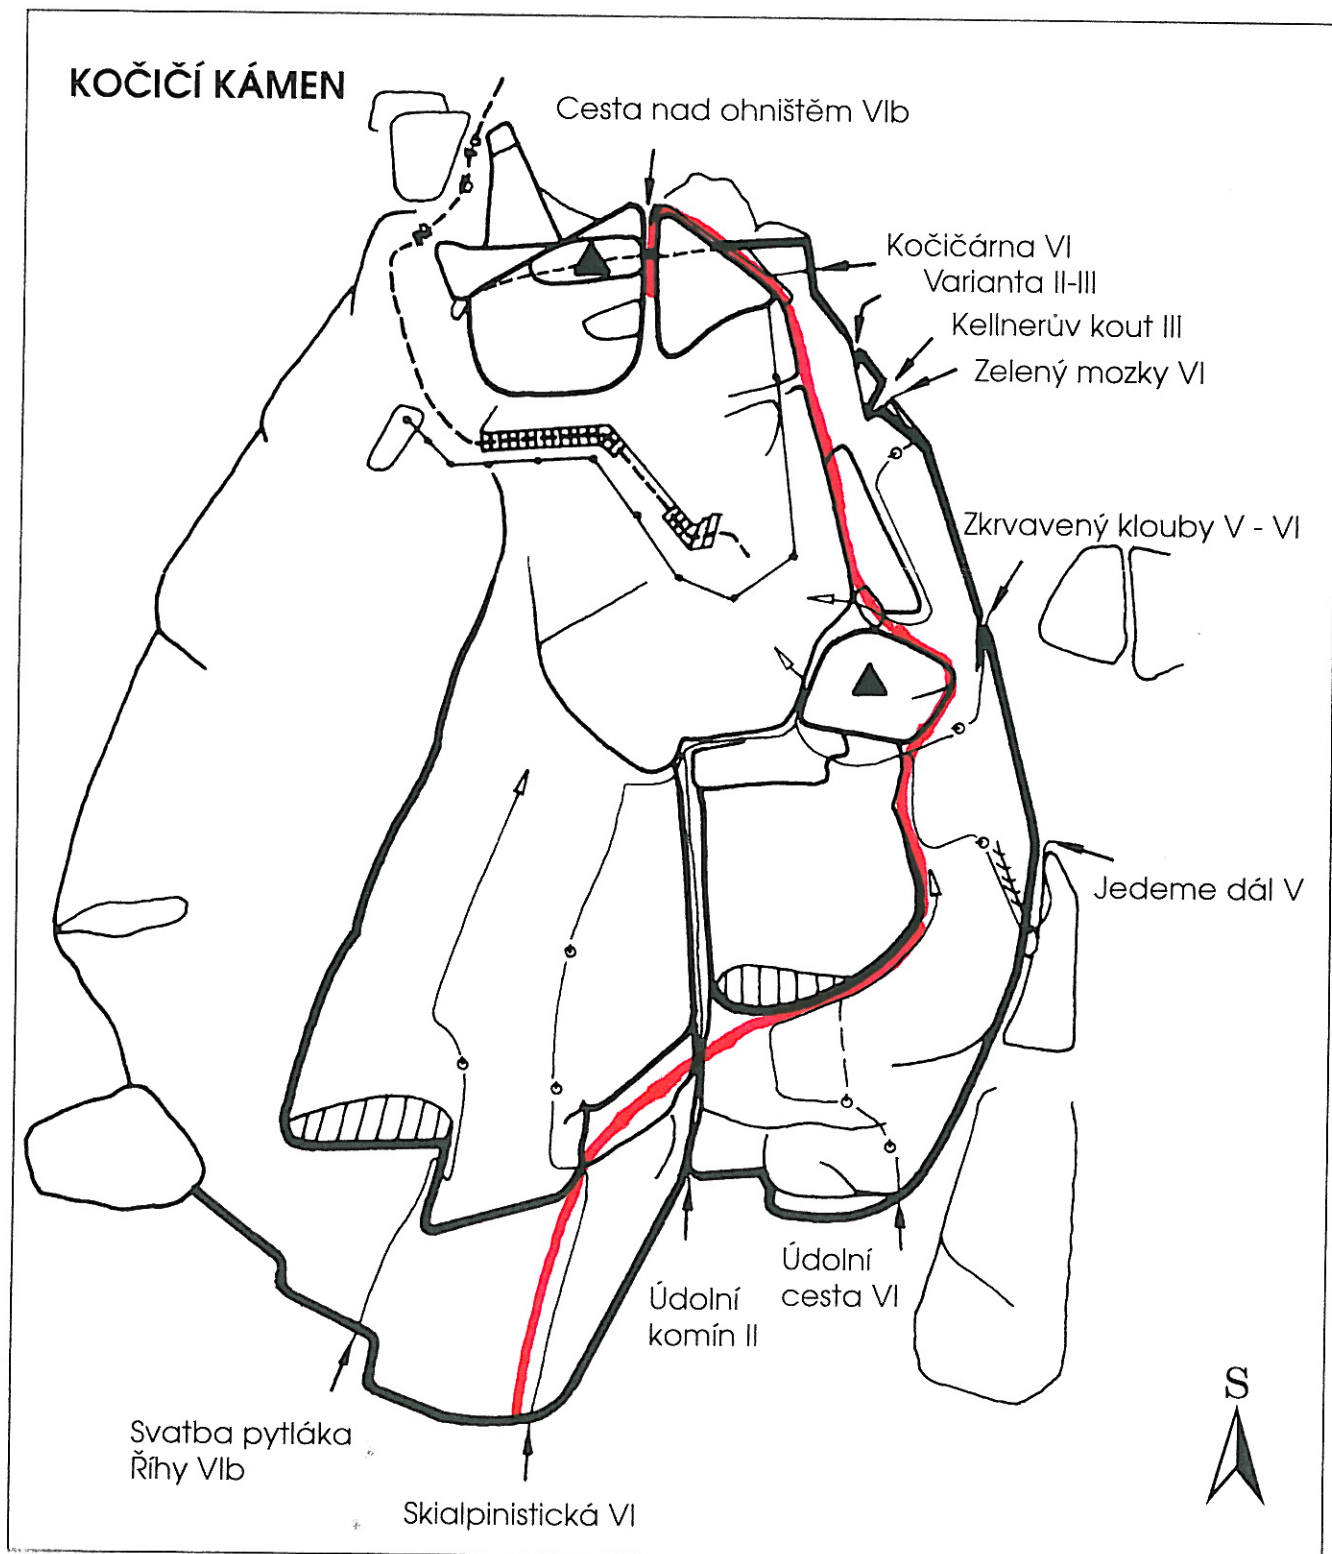 KOČIČÍ KÁMEN
Cesta nad ohništěm VIb
Kočičárna VI
Varianta II-III
Kellnerův kout III
Zelený mozky VI
Zkrvavený klouby V - VI
Jedeme dál V
Údolní
cesta VI
Údolní
komín II
S
Svatba pytláka
Říhy VIb
Skialpinistická VI